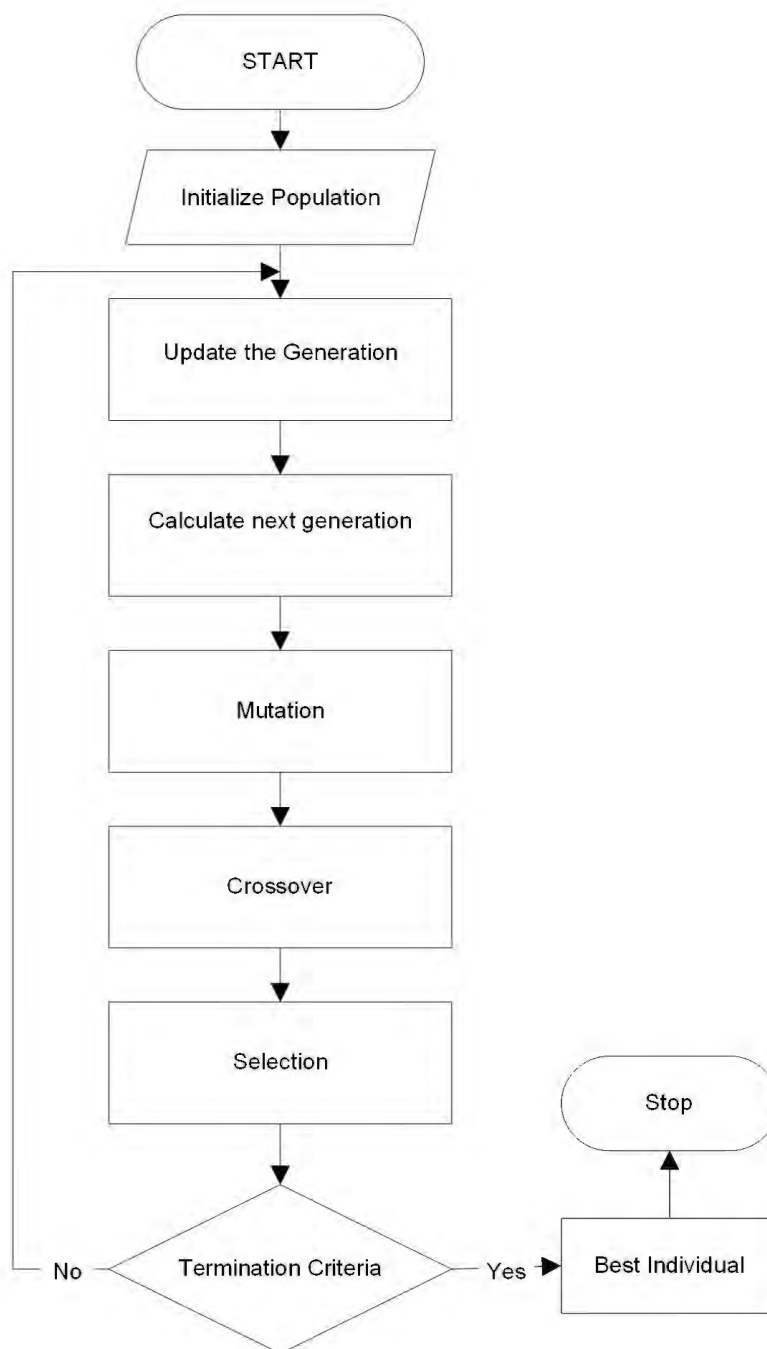 START
Initialize Population
Update the Generation
Calculate next generation
Mutation
Crossover
Selection
Stop
No
Termination Criteria
Yes
Best Individual